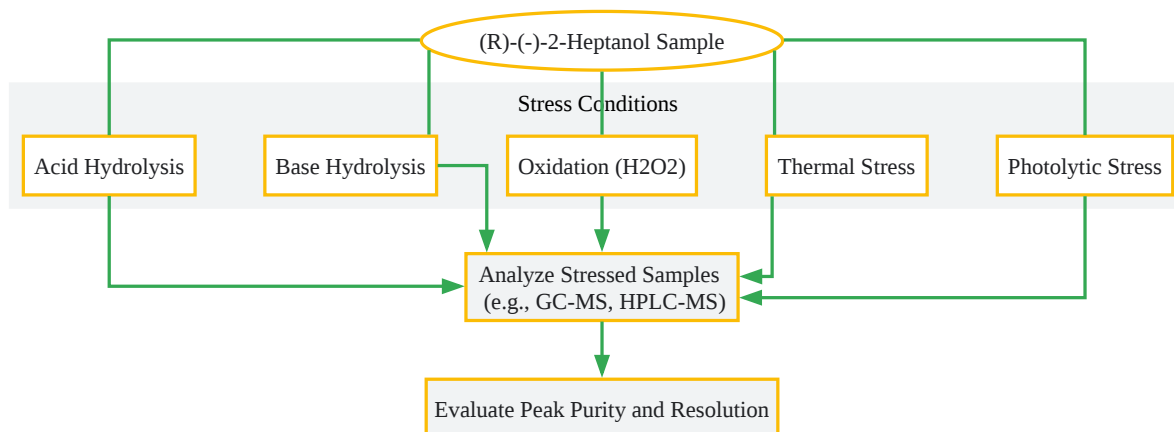 (R)-(-)-2-Heptanol Sample
Stress Conditions
Acid Hydrolysis
Base Hydrolysis
Oxidation (H2O2)
Thermal Stress
Photolytic Stress
Analyze Stressed Samples
(e.g., GC-MS, HPLC-MS)
Evaluate Peak Purity and Resolution